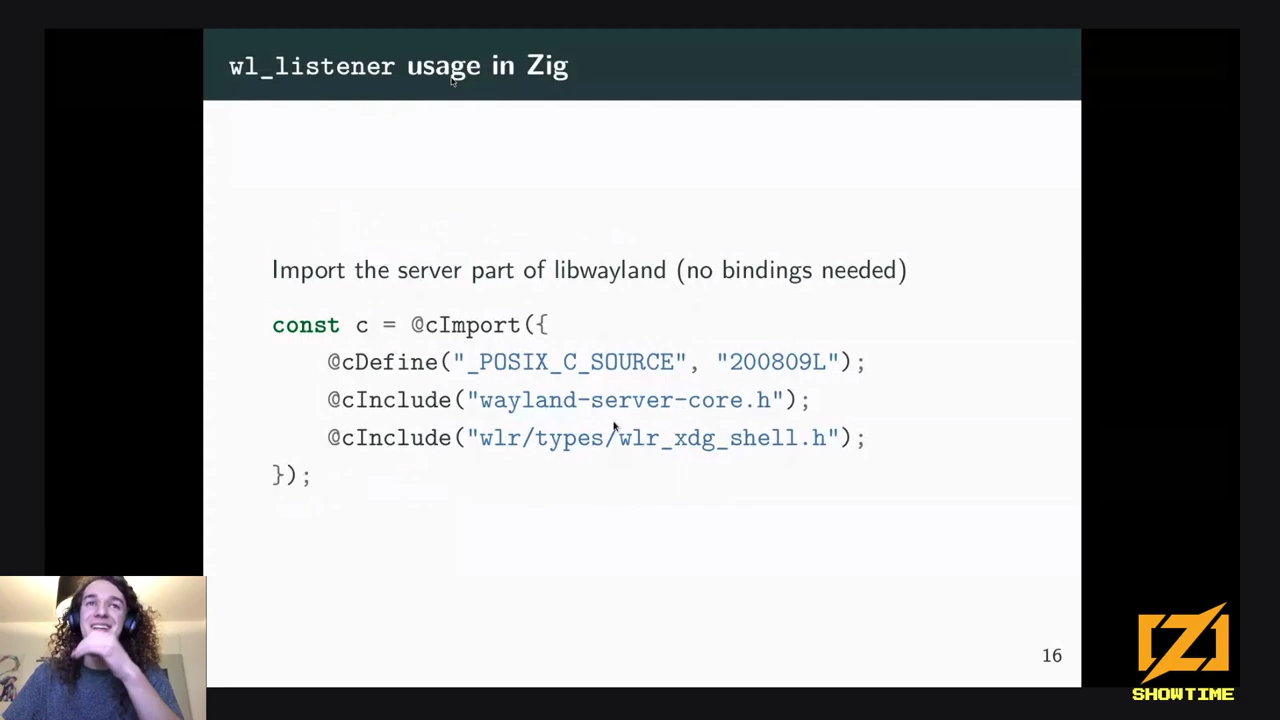 wl_listener usage in Zig
Import the server part of libwayland (no bindings needed)
const c = @cImport({
@cDefine("_POSIX_C_SOURCE", "200809L");
@cInclude("wayland-server-core.h");
@cInclude("wlr/types/wlr_xdg_shell.h");
});
16
Z
SHOWTIME